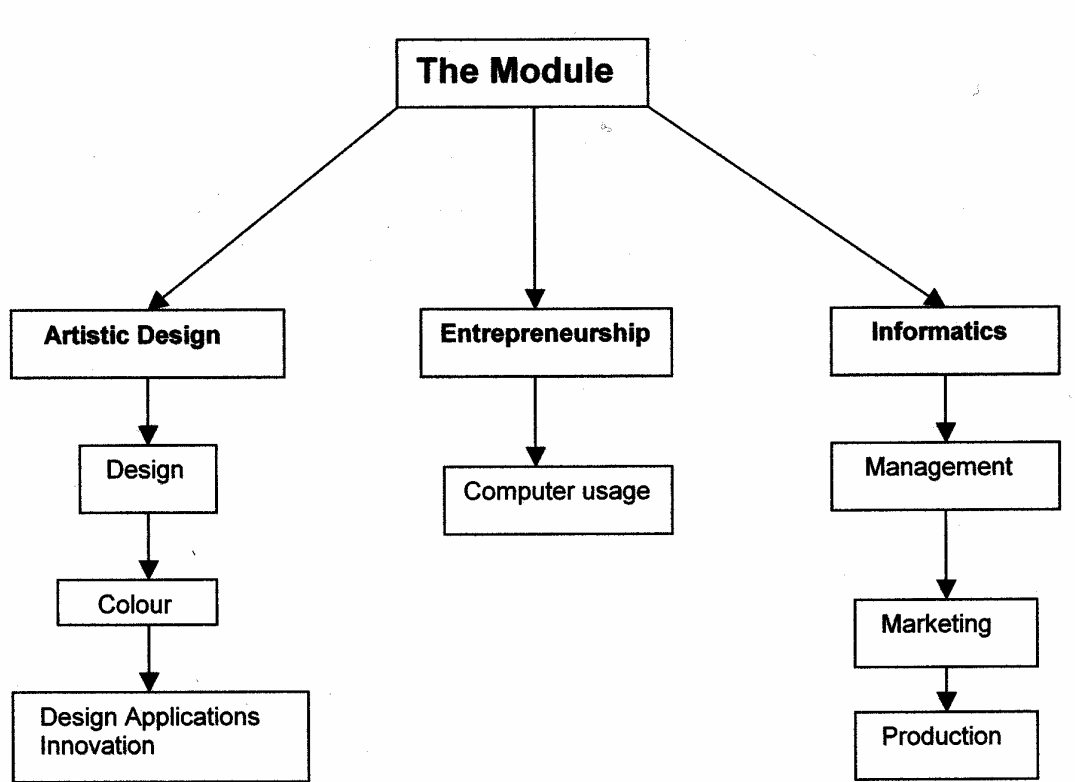 The Module
Artistic Design
Entrepreneurship
Informatics
Design
Computer usage
Management
Colour
Marketing
Design Applications
Innovation
Production